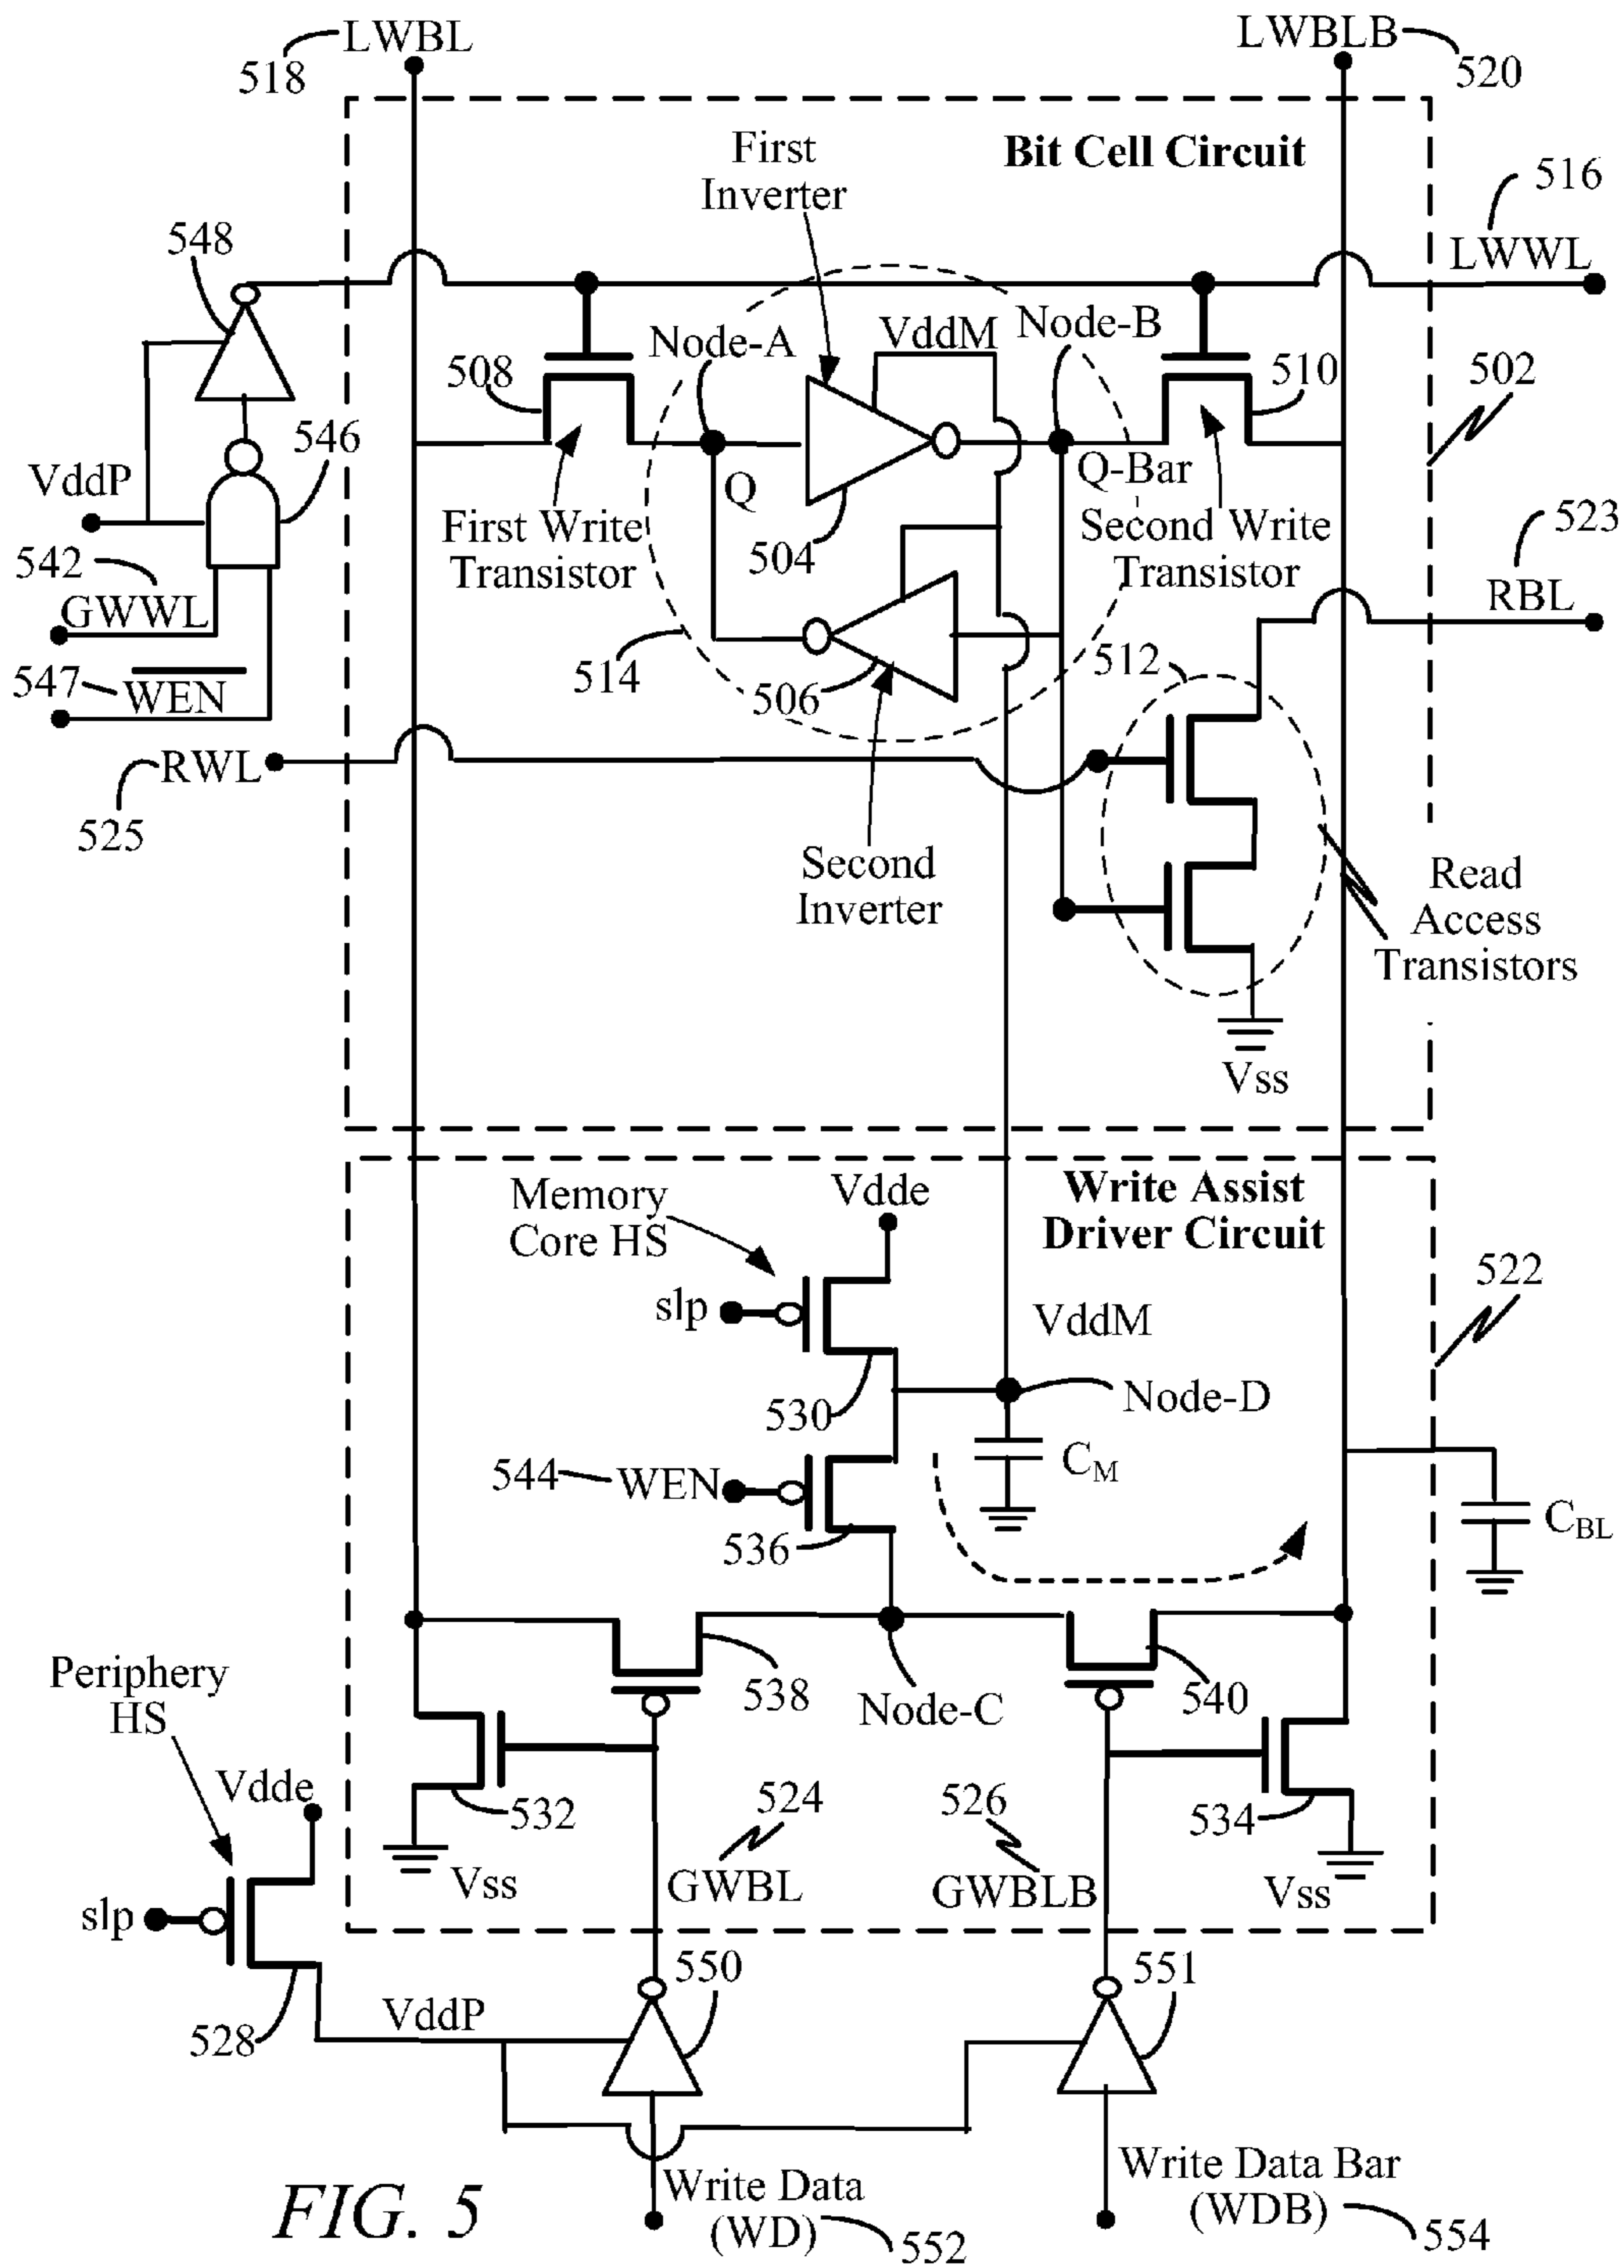 LWBL
518
LWBLB
520
Bit Cell Circuit
First
Inverter
516
LWWL
548
Node-A
VddM
Node-B
508
510
502
546
VddP
Q
Q-Bar
First Write
Transistor
504
Second Write
Transistor
523
RBL
542
GWWL
547
WEN
514
506
512
RWL
525
Second
Inverter
Read
Access
Transistors
Vss
Memory
Core HS
Vdde
Write Assist
Driver Circuit
522
slp
VddM
530
Node-D
544
WEN
CM
536
CBL
Periphery
HS
538
Node-C
540
Vdde
532
524
526
534
Vss
GWBL
GWBLB
Vss
slp
550
551
528
VddP
FIG. 5
Write Data
(WD)
552
Write Data Bar
(WDB)
554